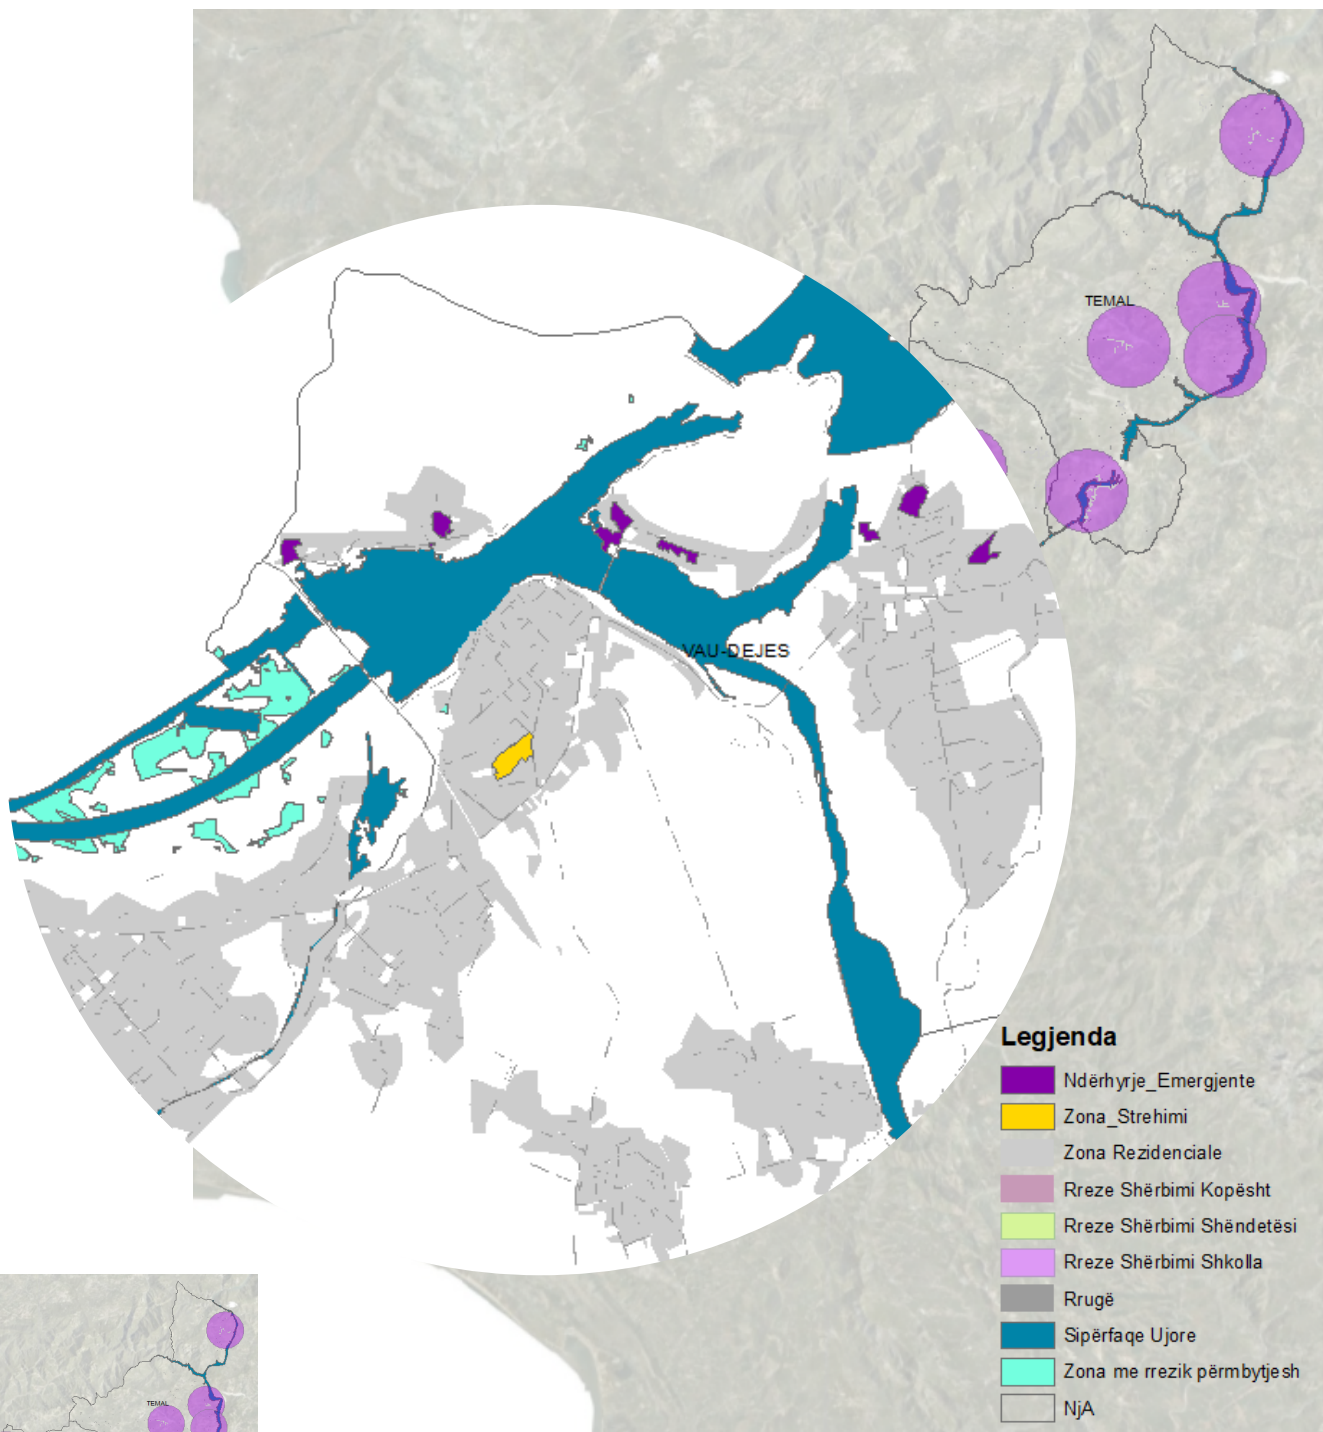 TEMAL
VAU-DEJES
Legjenda
Ndërhyrje_Emergjente
Zona_Strehimi
Zona Rezidenciale
Rreze Shërbimi Kopësht
Rreze Shërbimi Shëndetësi
Rreze Shërbimi Shkolla
Rrugë
Sipërfaqe Ujore
Zona me rrezik përmbytjesh
NjA
TEMAL